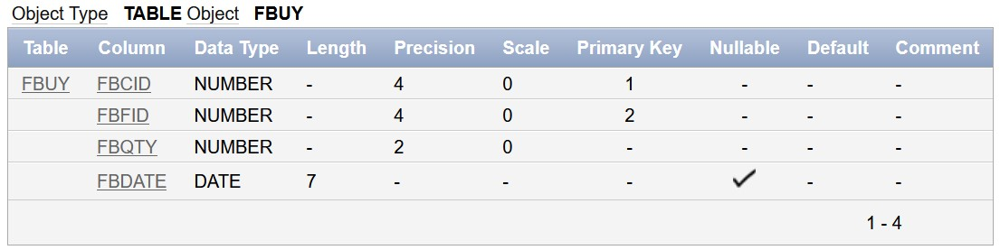 Object Type TABLE Object FBUY
Table Column Data Type Length Precision Scale Primary Key Nullable Default Comment
FBUY FBCID NUMBER - 4 0 1 - - -
FBFID NUMBER - 4 0 2 - - -
FBQTY NUMBER - 2 0 - - - -
FBDATE DATE 7 - - - ✓ - -
1 - 4